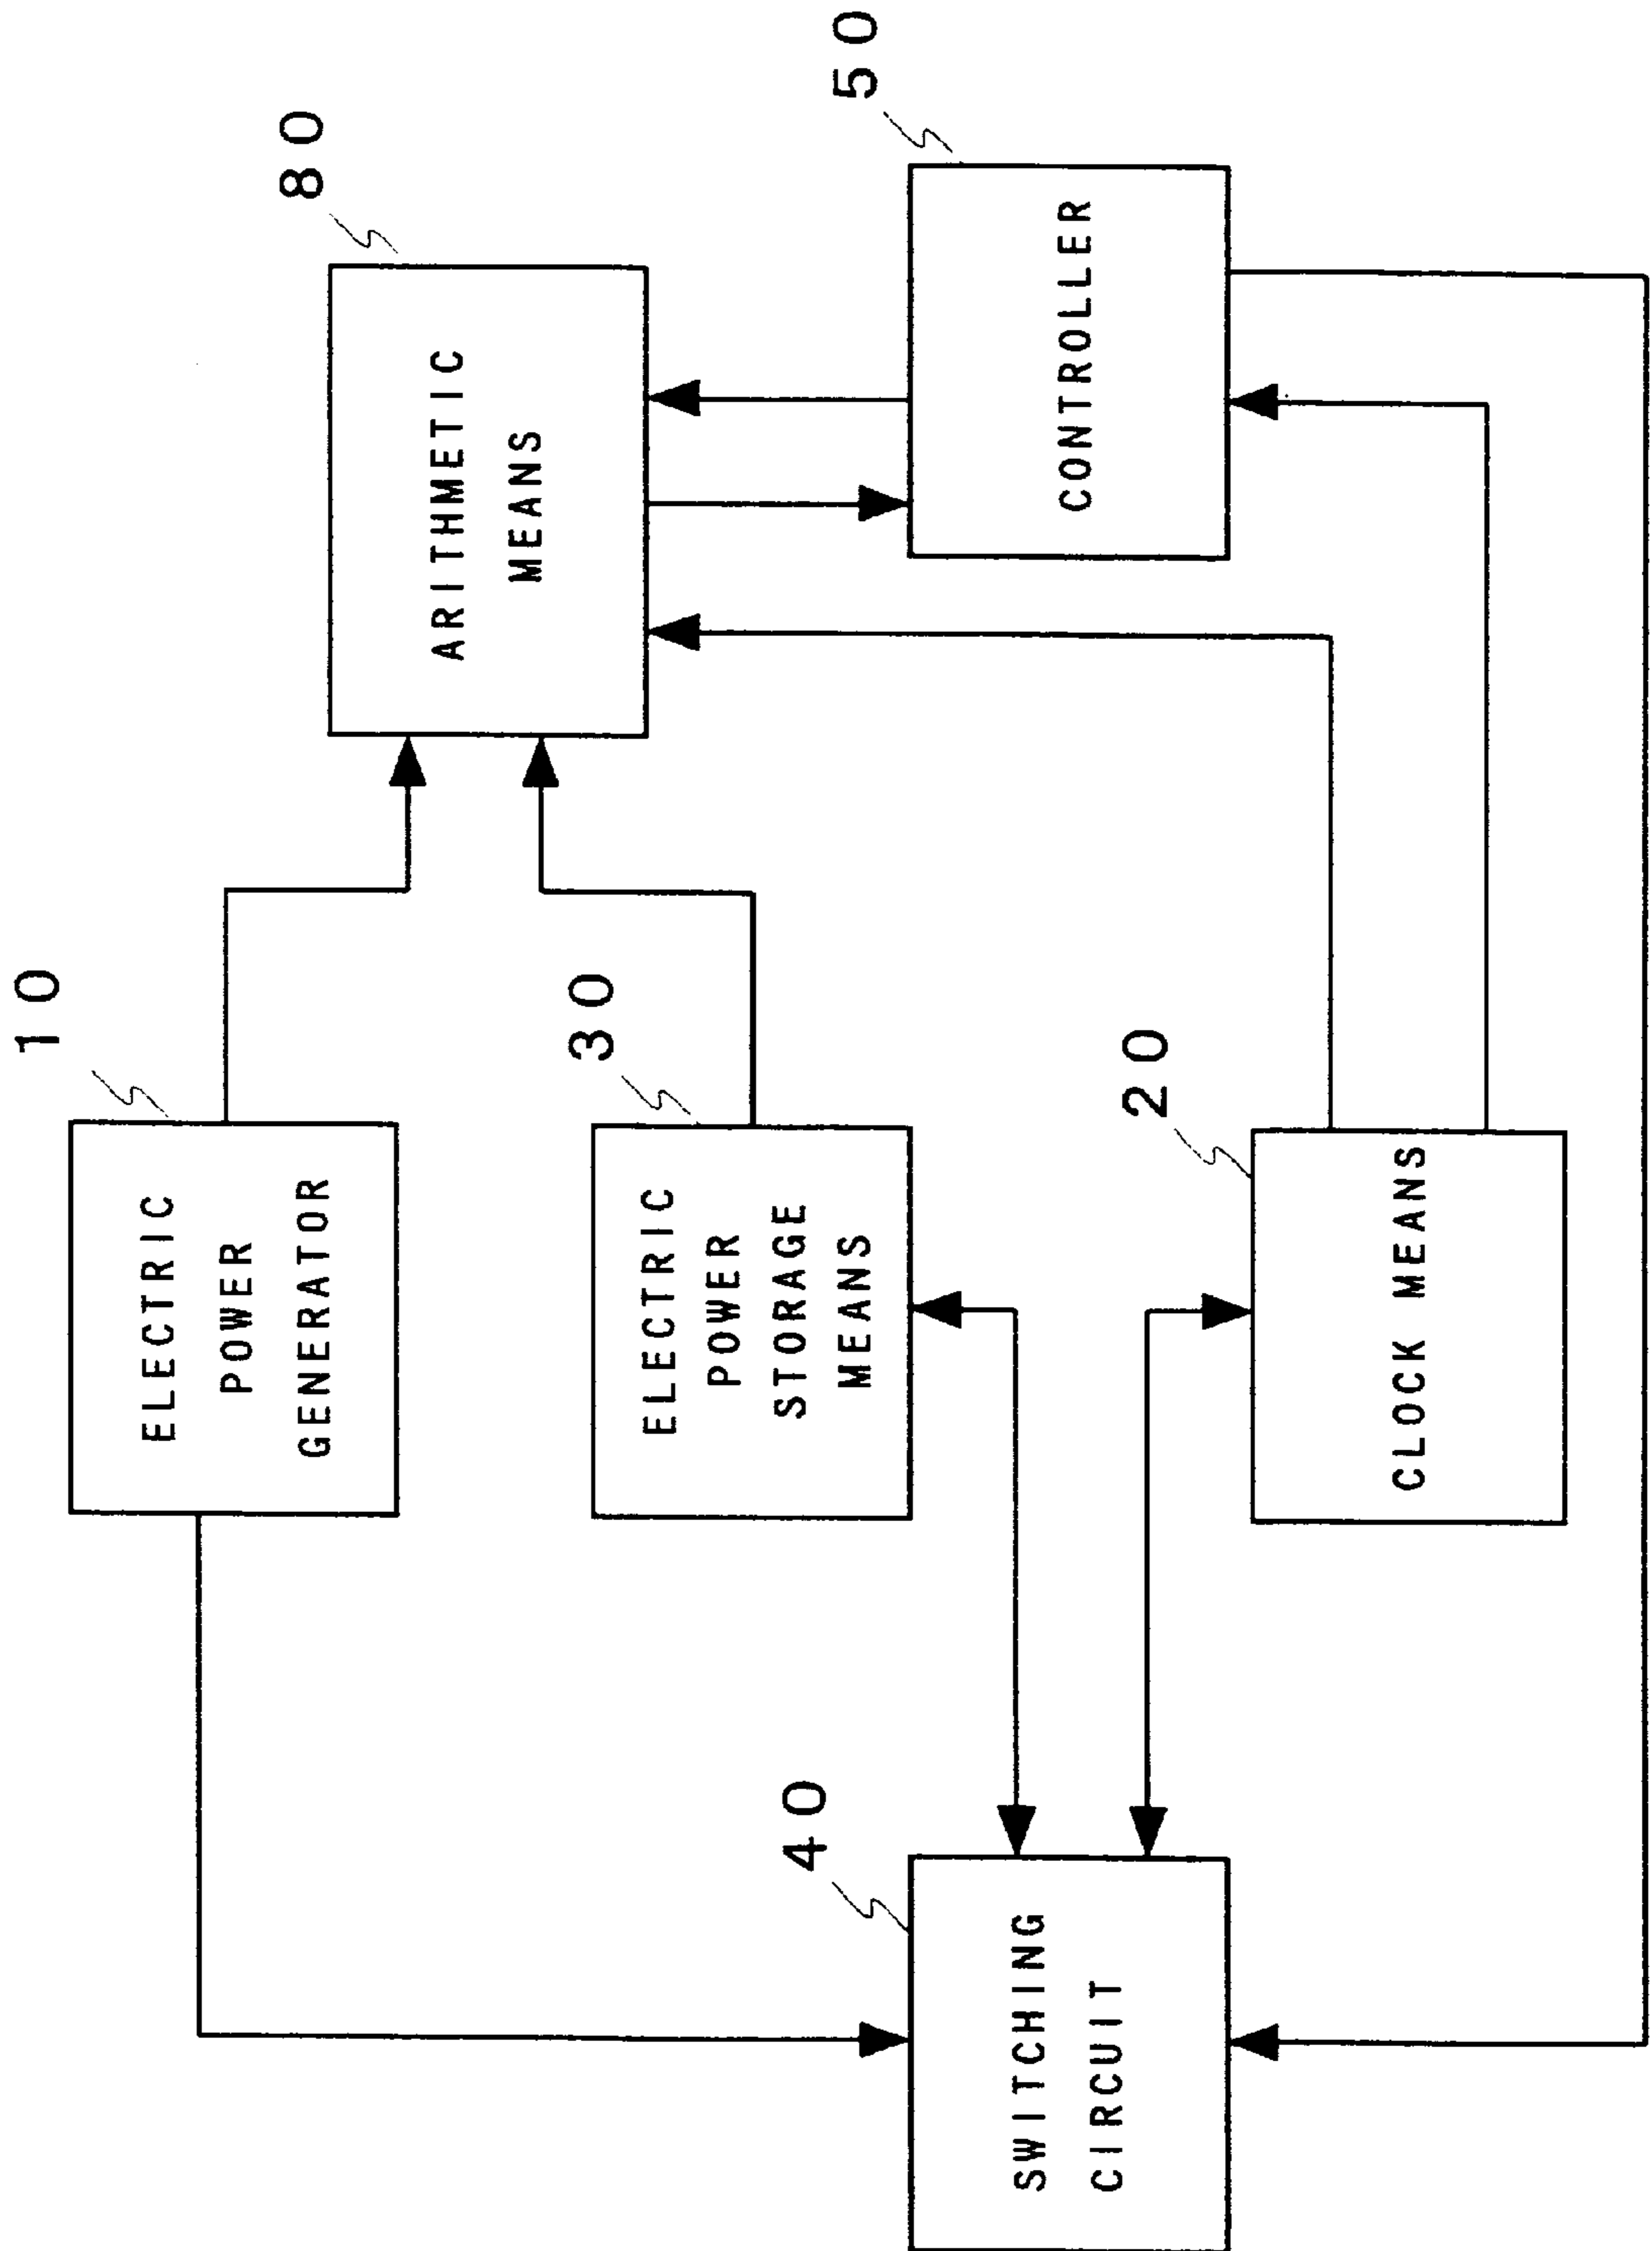 10
ELECTRIC
POWER
GENERATOR
30
ELECTRIC
POWER
STORAGE
MEANS
20
CLOCK MEANS
40
SWITCHING
CIRCUIT
80
ARITHMETIC
MEANS
50
CONTROLLER